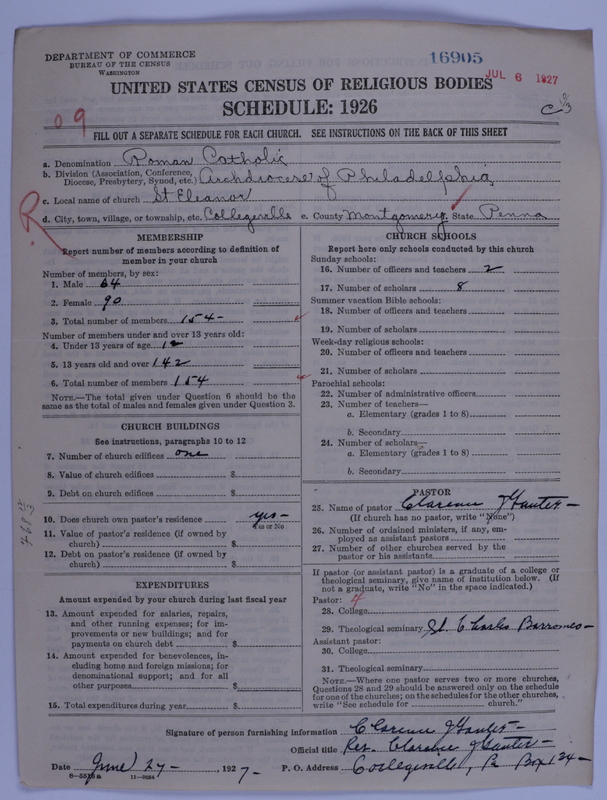 DEPARTMENT OF COMMERCE
BUREAU OF THE CENSUS
WASHINGTON
16905
JUL 6 1927
UNITED STATES CENSUS OF RELIGIOUS BODIES
SCHEDULE: 1926
09
FILL OUT A SEPARATE SCHEDULE FOR EACH CHURCH. SEE INSTRUCTIONS ON THE BACK OF THIS SHEET
a. Denomination Roman Catholic
b. Division (Association, Conference, Diocese, Presbytery, Synod, etc.) Archdiocese of Philadelphia
c. Local name of church St Eleanor
d. City, town, village, or township, etc. Collegeville e. County Montgomery State Penna
R
MEMBERSHIP
Report number of members according to definition of
member in your church
Number of members, by sex:
1. Male 64
2. Female 90
3. Total number of members 154-
Number of members under and over 13 years old:
4. Under 13 years of age 12
5. 13 years old and over 142
6. Total number of members 154
NOTE.—The total given under Question 6 should be
same as the total of males and females given under Question 3.
CHURCH BUILDINGS
See instructions, paragraphs 10 to 12
7. Number of church edifices one
8. Value of church edifices $
9. Debt on church edifices $
10. Does church own pastor's residence yes-
Yes or No
11. Value of pastor's residence (if owned by
church) $
12. Debt on pastor's residence (if owned by
church) $
EXPENDITURES
Amount expended by your church during last fiscal year
13. Amount expended for salaries, repairs,
and other running expenses; for im-
provements or new buildings; and for
payments on church debt $
14. Amount expended for benevolences, in-
cluding home and foreign missions; for
denominational support; and for all
other purposes $
15. Total expenditures during year $
CHURCH SCHOOLS
Report here only schools conducted by this church
Sunday schools:
16. Number of officers and teachers 2
17. Number of scholars 8
Summer vacation Bible schools:
18. Number of officers and teachers
19. Number of scholars
Week-day religious schools:
20. Number of officers and teachers
21. Number of scholars
Parochial schools:
22. Number of administrative officers
23. Number of teachers—
a. Elementary (grades 1 to 8)
b. Secondary
24. Number of scholars—
a. Elementary (grades 1 to 8)
b. Secondary
PASTOR
25. Name of pastor Clarence J Gauter-
(If church has no pastor, write "None")
26. Number of ordained ministers, if any, em-
ployed as assistant pastors
27. Number of other churches served by the
pastor or his assistants
If pastor (or assistant pastor) is a graduate of a college or
theological seminary, give name of institution below. (If
not a graduate, write "No" in the space indicated.)
Pastor: 4
28. College
29. Theological seminary St. Charles Borromeo-
Assistant pastor:
30. College
31. Theological seminary
NOTE.—Where one pastor serves two or more churches,
Questions 28 and 29 should be answered only on the schedule
for one of the churches; on the schedules for the other churches,
write "See schedule for church."
Signature of person furnishing information Clarence J Gauter-
Official title Rev. Clarence J Gauter-
Date June 27-, 1927- P. O. Address Collegeville, Pa Box 134-
8—5518a 11—9084